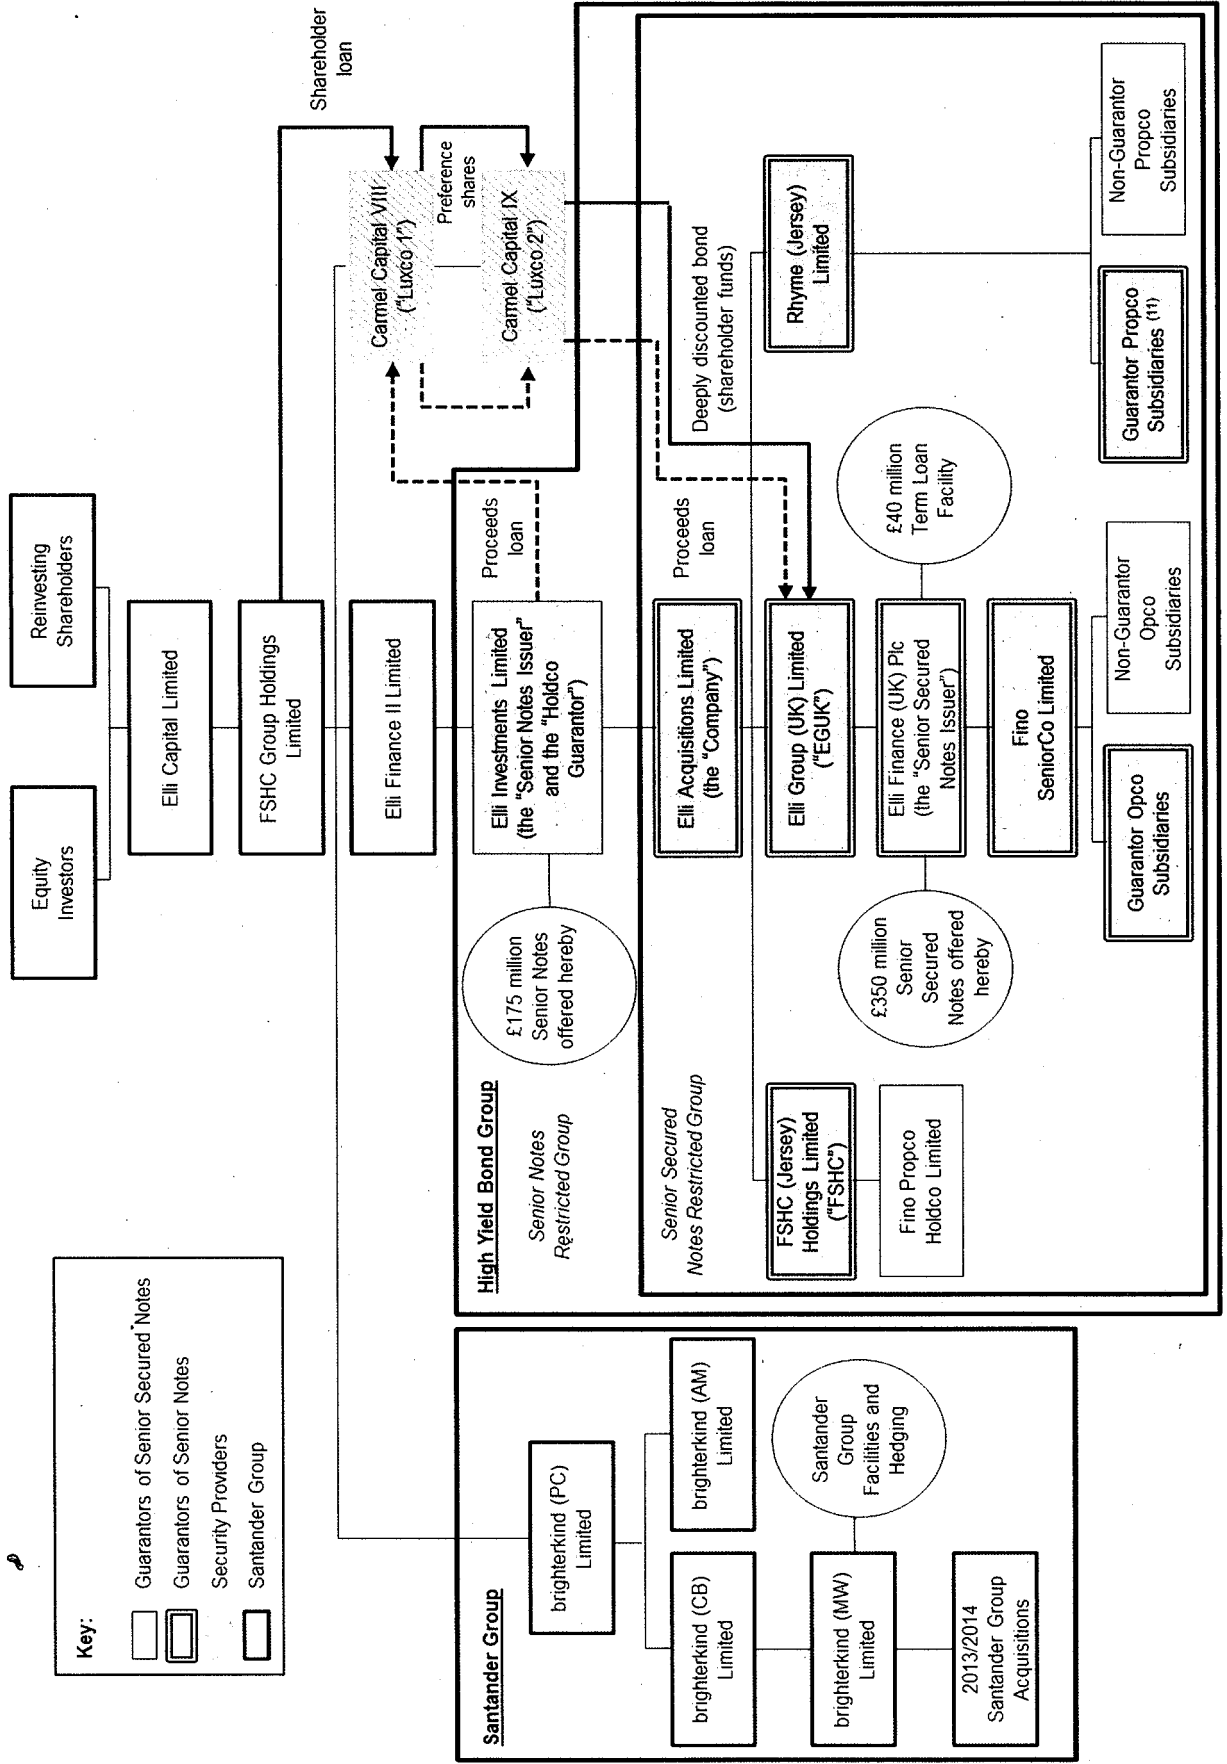 Key:
Guarantors of Senior Secured Notes
Guarantors of Senior Notes
Security Providers
Santander Group
Equity
Investors
Reinvesting
Shareholders
Elli Capital Limited
FSHC Group Holdings
Limited
Shareholder
loan
Elli Finance II Limited
Carmel Capital VIII
("Luxco 1")
Preference
shares
Carmel Capital IX
("Luxco 2")
Santander Group
brighterkind (PC)
Limited
brighterkind (CB)
Limited
brighterkind (AM)
Limited
brighterkind (MW)
Limited
Santander
Group
Facilities and
Hedging
2013/2014
Santander Group
Acquisitions
High Yield Bond Group
Senior Notes
Restricted Group
£175 million
Senior Notes
offered hereby
Elli Investments Limited
(the "Senior Notes Issuer"
and the "Holdco
Guarantor")
Proceeds
loan
Senior Secured
Notes Restricted Group
Elli Acquisitions Limited
(the "Company")
Proceeds
loan
Deeply discounted bond
(shareholder funds)
FSHC (Jersey)
Holdings Limited
("FSHC")
Elli Group (UK) Limited
("EGUK")
Rhyme (Jersey)
Limited
Fino Propco
Holdco Limited
£350 million
Senior
Secured
Notes offered
hereby
Elli Finance (UK) Plc
(the "Senior Secured
Notes Issuer")
£40 million
Term Loan
Facility
Fino
SeniorCo Limited
Guarantor Opco
Subsidiaries
Non-Guarantor
Opco
Subsidiaries
Guarantor Propco
Subsidiaries (11)
Non-Guarantor
Propco
Subsidiaries